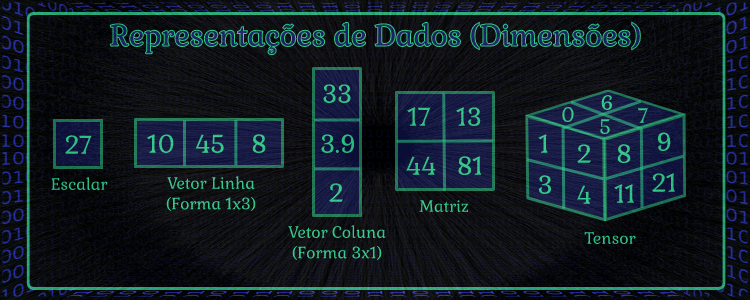 Representações de Dados (Dimensões)
27
Escalar
10 45 8
Vetor Linha
(Forma 1x3)
33
3.9
2
Vetor Coluna
(Forma 3x1)
17 13
44 81
Matriz
6
0 7
5
1 2 8 9
3 4 11 21
Tensor